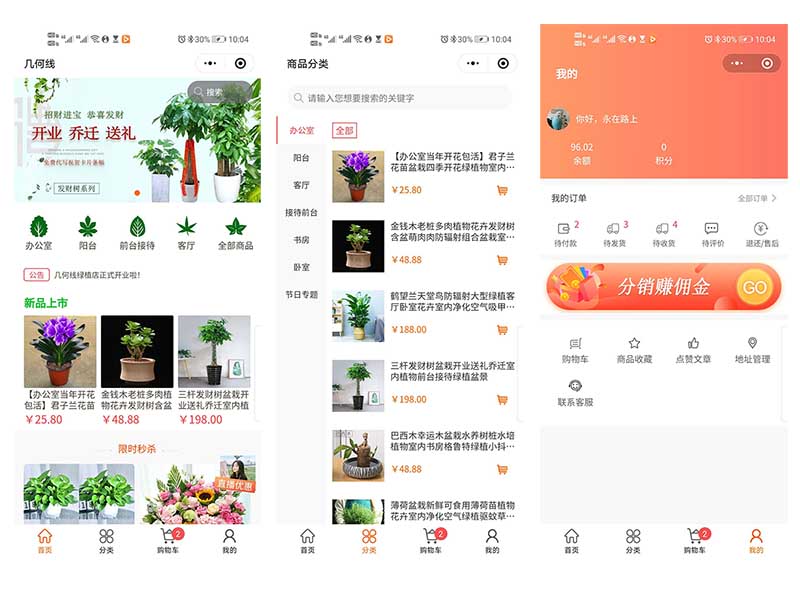 30% 10:04
几何线
搜索
招财进宝 恭喜发财
开业 乔迁 送礼
免费代写祝贺卡片条幅
发财树系列
办公室 阳台 前台接待 客厅 全部商品
公告 几何线绿植店正式开业啦!
新品上市
【办公室当年开花包活】君子兰花苗
¥25.80
金钱木老桩多肉植物花卉发财树含盆
¥48.88
三杆发财树盆栽开业送礼乔迁室内植
¥198.00
限时秒杀
直播优惠
首页 分类 购物车 2 我的
30% 10:04
商品分类
请输入您想要搜索的关键字
办公室
阳台
客厅
接待前台
书房
卧室
节日专题
全部
【办公室当年开花包活】君子兰
花苗盆栽四季开花绿植物室内…
¥25.80
金钱木老桩多肉植物花卉发财树
含盆萌肉肉防辐射组合盆栽室…
¥48.88
鹤望兰天堂鸟防辐射大型绿植客
厅卧室花卉室内净化空气吸甲…
¥188.00
三杆发财树盆栽开业送礼乔迁室
内植物前台接待绿植盆景
¥198.00
巴西木幸运木盆栽水养树桩水培
植物室内书房格鲁特绿植小抖…
¥48.88
薄荷盆栽新鲜可食用薄荷苗植物
花卉室内净化空气绿植驱蚊草…
首页 分类 购物车 2 我的
30% 10:04
我的
你好，永在路上
96.02 0
余额 积分
我的订单 全部订单
2 3 4
待付款 待发货 待收货 待评价 退还/售后
分销赚佣金 GO
购物车 商品收藏 点赞文章 地址管理
联系客服
首页 分类 购物车 2 我的